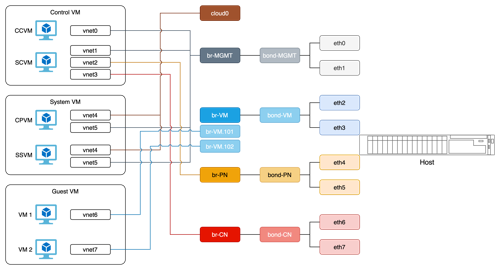 Control VM
CCVM
vnet0
SCVM
vnet1
vnet2
vnet3
System VM
CPVM
vnet4
vnet5
SSVM
vnet4
vnet5
Guest VM
VM 1
vnet6
VM 2
vnet7
cloud0
br-MGMT
bond-MGMT
eth0
eth1
br-VM
bond-VM
eth2
eth3
br-VM.101
br-VM.102
br-PN
bond-PN
eth4
eth5
br-CN
bond-CN
eth6
eth7
Host